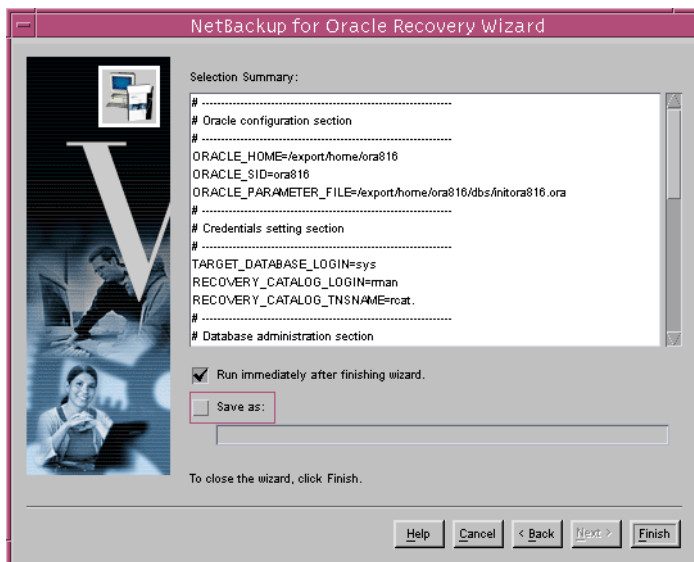 NetBackup for Oracle Recovery Wizard
Selection Summary:
# ---------------------------------------------------------------
# Oracle configuration section
# ---------------------------------------------------------------
ORACLE_HOME=/export/home/ora816
ORACLE_SID=ora816
ORACLE_PARAMETER_FILE=/export/home/ora816/dbs/initora816.ora
# ---------------------------------------------------------------
# Credentials setting section
# ---------------------------------------------------------------
TARGET_DATABASE_LOGIN=sys
RECOVERY_CATALOG_LOGIN=rman
RECOVERY_CATALOG_TNSNAME=rcat.
# ---------------------------------------------------------------
# Database administration section
Run immediately after finishing wizard.
Save as:
To close the wizard, click Finish.
Help Cancel < Back Next > Finish